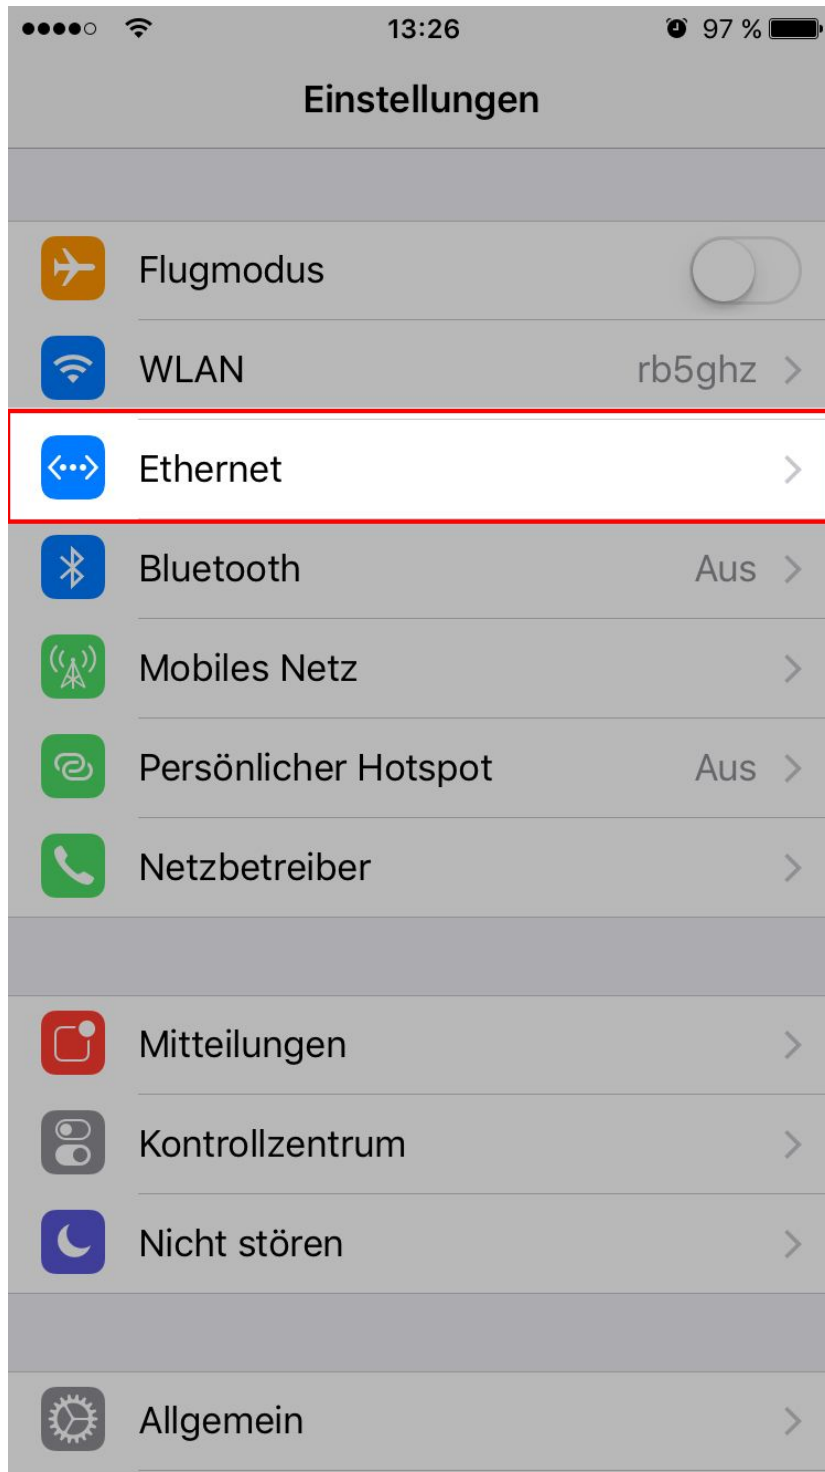 13:26 97 %
Einstellungen
Flugmodus
WLAN rb5ghz
Ethernet
Bluetooth Aus
Mobiles Netz
Persönlicher Hotspot Aus
Netzbetreiber
Mitteilungen
Kontrollzentrum
Nicht stören
Allgemein